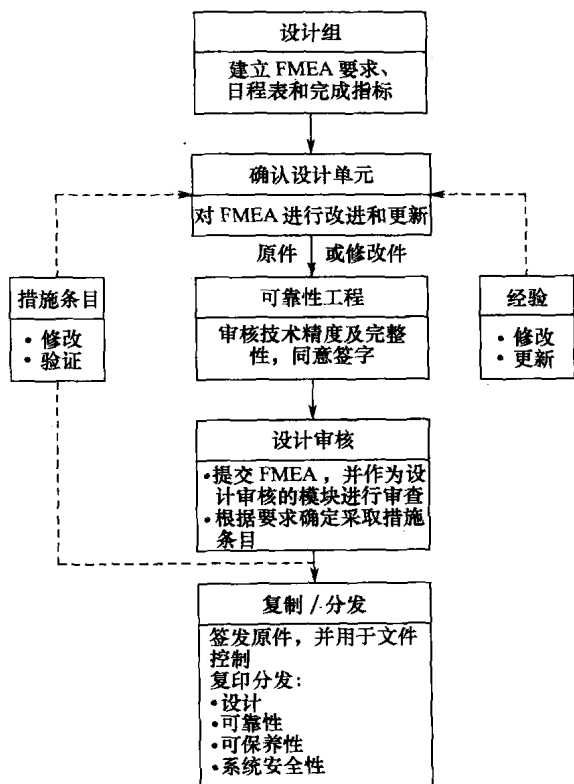 设计组
建立 FMEA 要求、
日程表和完成指标
确认设计单元
对 FMEA 进行改进和更新
原件 或修改件
措施条目
• 修改
• 验证
可靠性工程
审核技术精度及完整
性，同意签字
经验
• 修改
• 更新
设计审核
•提交 FMEA，并作为设
计审核的模块进行审查
•根据要求确定采取措施
条目
复制 / 分发
签发原件，并用于文件
控制
复印分发：
•设计
•可靠性
•可保养性
•系统安全性